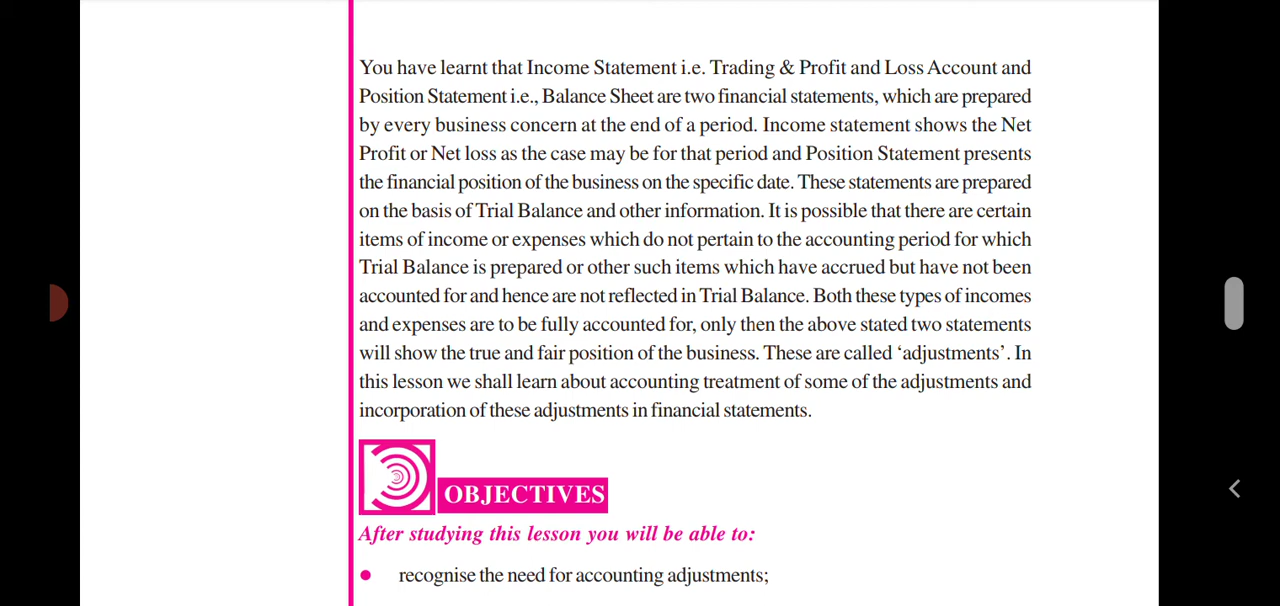 You have learnt that Income Statement i.e. Trading & Profit and Loss Account and
Position Statement i.e., Balance Sheet are two financial statements, which are prepared
by every business concern at the end of a period. Income statement shows the Net
Profit or Net loss as the case may be for that period and Position Statement presents
the financial position of the business on the specific date. These statements are prepared
on the basis of Trial Balance and other information. It is possible that there are certain
items of income or expenses which do not pertain to the accounting period for which
Trial Balance is prepared or other such items which have accrued but have not been
accounted for and hence are not reflected in Trial Balance. Both these types of incomes
and expenses are to be fully accounted for, only then the above stated two statements
will show the true and fair position of the business. These are called ‘adjustments’. In
this lesson we shall learn about accounting treatment of some of the adjustments and
incorporation of these adjustments in financial statements.
OBJECTIVES
After studying this lesson you will be able to:
● recognise the need for accounting adjustments;